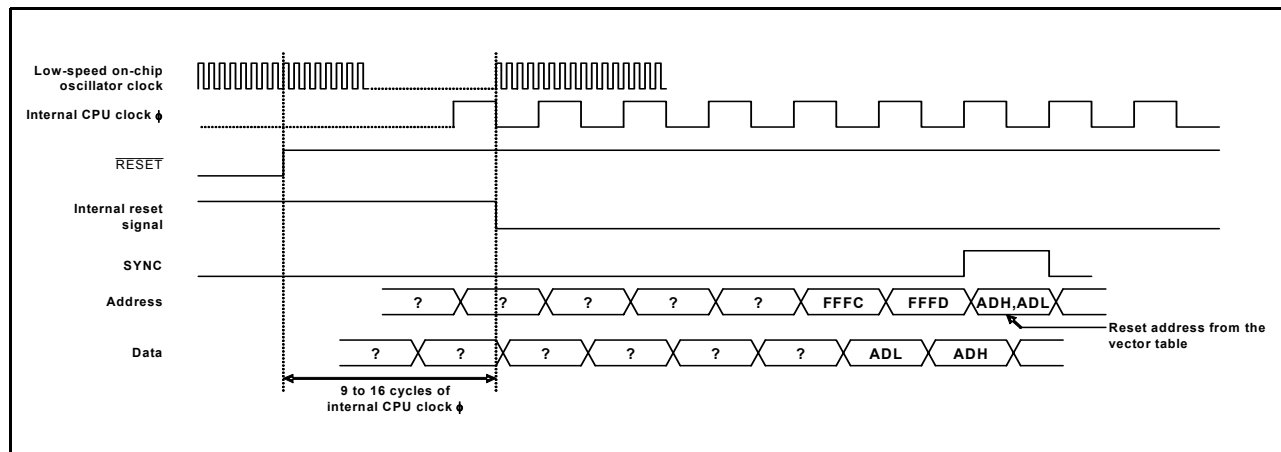 Low-speed on-chip
oscillator clock
Internal CPU clock ϕ
RESET
Internal reset
signal
SYNC
Address
? ? ? ? ? FFFC FFFD ADH,ADL
Reset address from the
vector table
Data
? ? ? ? ? ? ADL ADH
9 to 16 cycles of
internal CPU clock ϕ